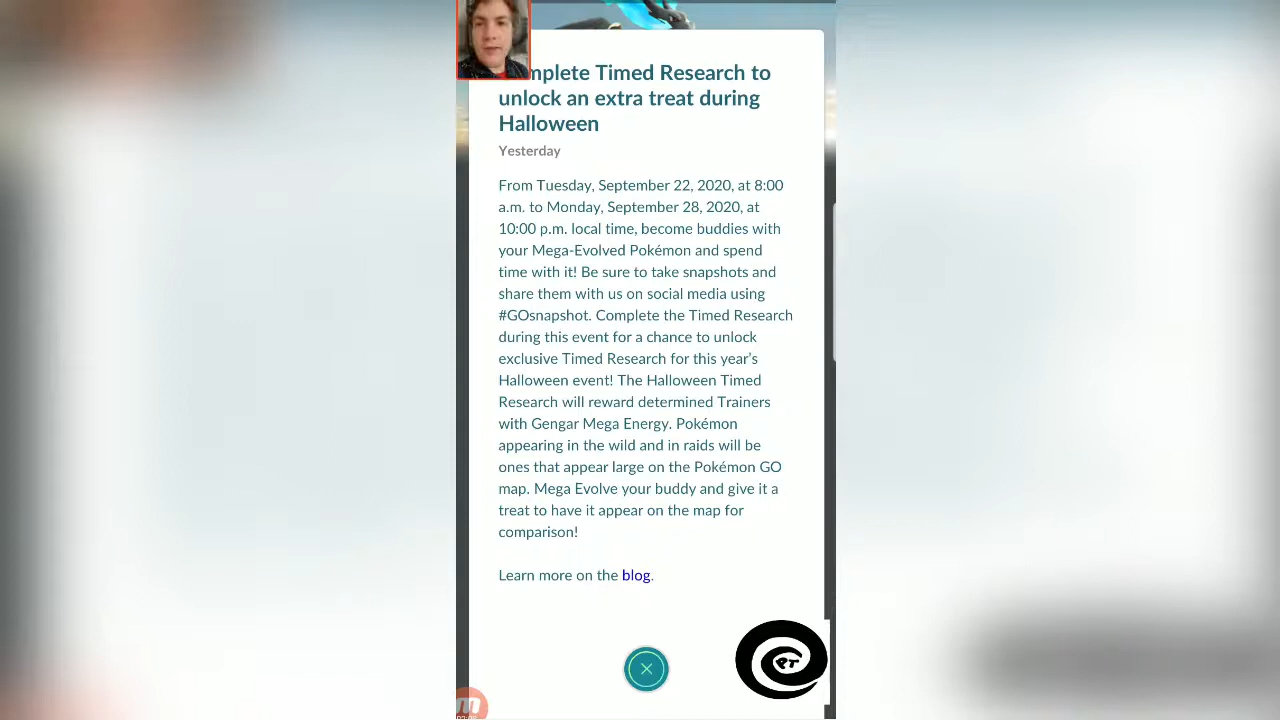 mplete Timed Research to
unlock an extra treat during
Halloween
Yesterday
From Tuesday, September 22, 2020, at 8:00
a.m. to Monday, September 28, 2020, at
10:00 p.m. local time, become buddies with
your Mega-Evolved Pokémon and spend
time with it! Be sure to take snapshots and
share them with us on social media using
#GOsnapshot. Complete the Timed Research
during this event for a chance to unlock
exclusive Timed Research for this year’s
Halloween event! The Halloween Timed
Research will reward determined Trainers
with Gengar Mega Energy. Pokémon
appearing in the wild and in raids will be
ones that appear large on the Pokémon GO
map. Mega Evolve your buddy and give it a
treat to have it appear on the map for
comparison!
Learn more on the blog.
PT